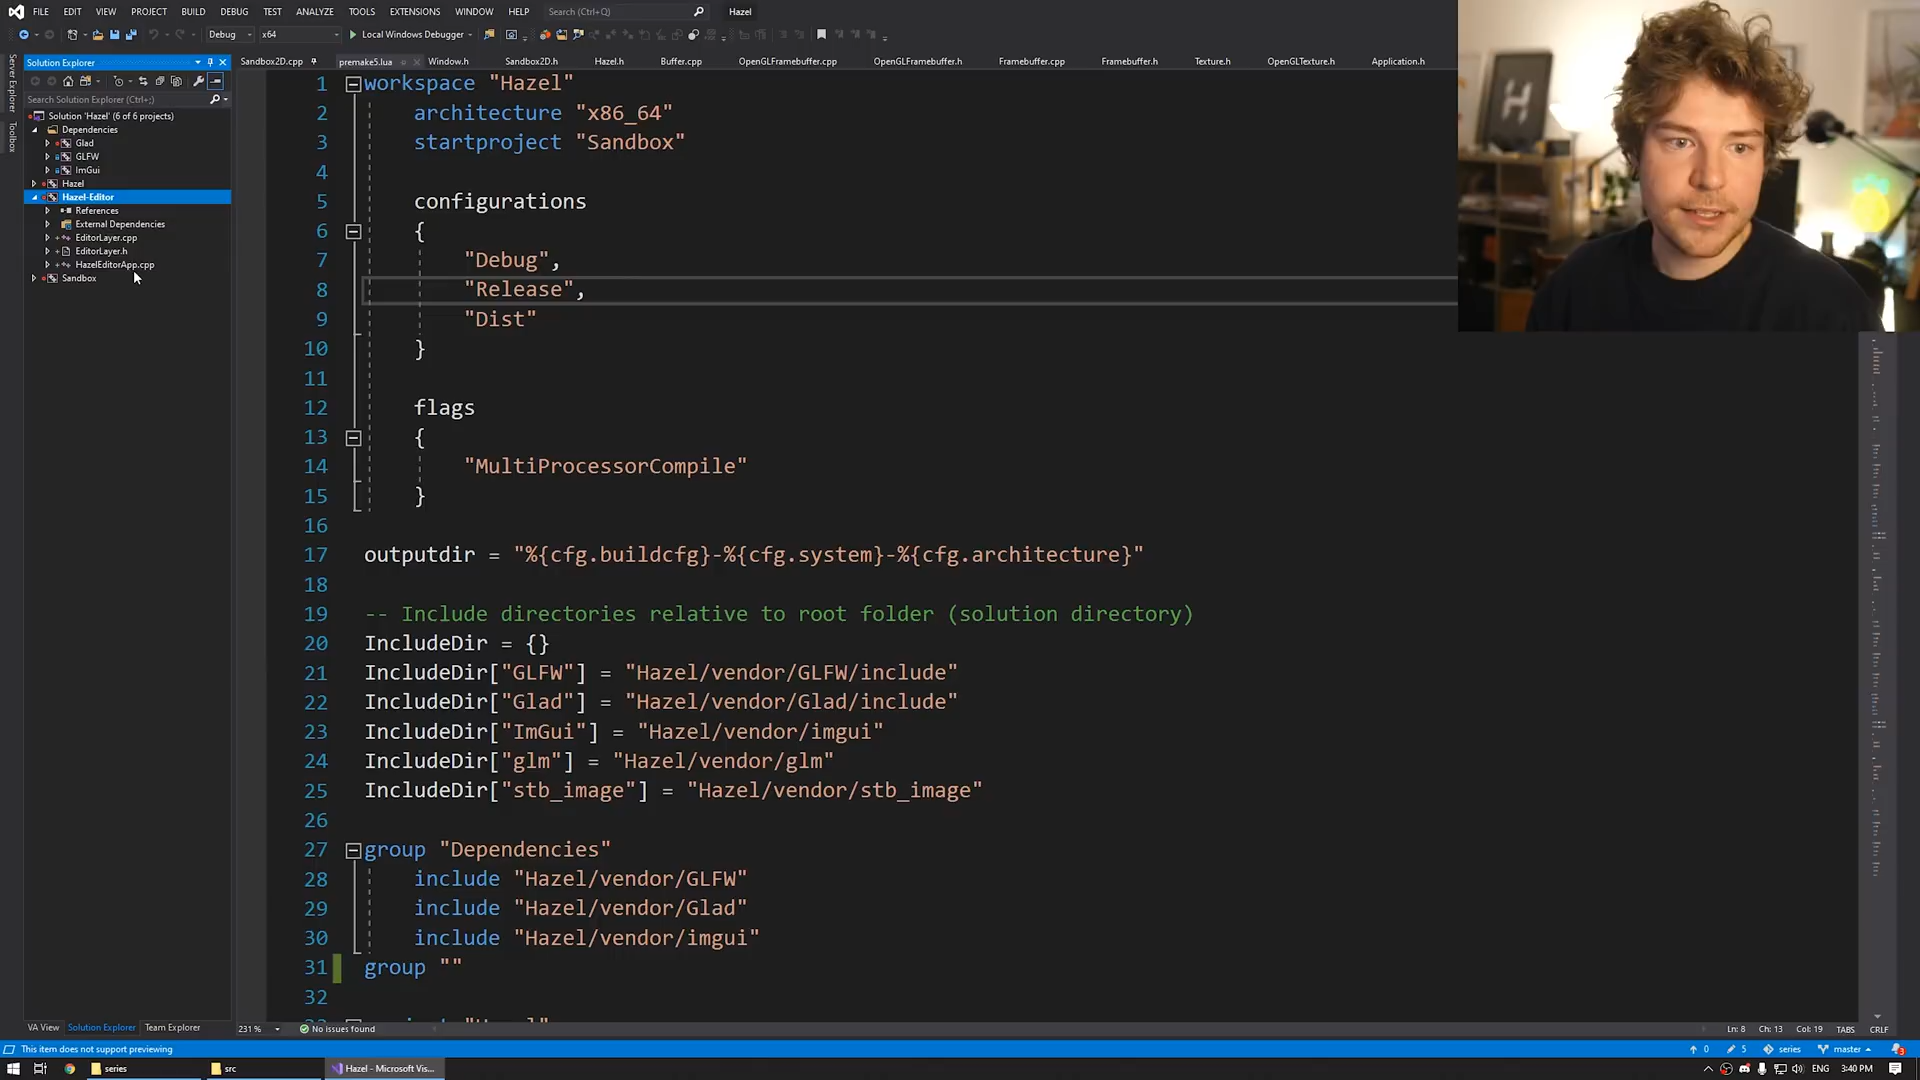 FILE EDIT VIEW PROJECT BUILD DEBUG TEST ANALYZE TOOLS EXTENSIONS WINDOW HELP Search (Ctrl+Q) Hazel
Debug x64 Local Windows Debugger
Server Explorer
Toolbox
Solution Explorer
Search Solution Explorer (Ctrl+;)
Solution 'Hazel' (6 of 6 projects)
Dependencies
Glad
GLFW
ImGui
Hazel
Hazel-Editor
References
External Dependencies
EditorLayer.cpp
EditorLayer.h
HazelEditorApp.cpp
Sandbox
VA View Solution Explorer Team Explorer
Sandbox2D.cpp premake5.lua Window.h Sandbox2D.h Hazel.h Buffer.cpp OpenGLFramebuffer.cpp OpenGLFramebuffer.h Framebuffer.cpp Framebuffer.h Texture.h OpenGLTexture.h Application.h
1 workspace "Hazel"
2 architecture "x86_64"
3 startproject "Sandbox"
4
5 configurations
6 {
7 "Debug",
8 "Release",
9 "Dist"
10 }
11
12 flags
13 {
14 "MultiProcessorCompile"
15 }
16
17 outputdir = "%{cfg.buildcfg}-%{cfg.system}-%{cfg.architecture}"
18
19 -- Include directories relative to root folder (solution directory)
20 IncludeDir = {}
21 IncludeDir["GLFW"] = "Hazel/vendor/GLFW/include"
22 IncludeDir["Glad"] = "Hazel/vendor/Glad/include"
23 IncludeDir["ImGui"] = "Hazel/vendor/imgui"
24 IncludeDir["glm"] = "Hazel/vendor/glm"
25 IncludeDir["stb_image"] = "Hazel/vendor/stb_image"
26
27 group "Dependencies"
28 include "Hazel/vendor/GLFW"
29 include "Hazel/vendor/Glad"
30 include "Hazel/vendor/imgui"
31 group ""
32
231 % No issues found Ln: 8 Ch: 13 Col: 19 TABS CRLF
This item does not support previewing 0 5 series master 3
series src Hazel - Microsoft Vis... ENG 3:40 PM